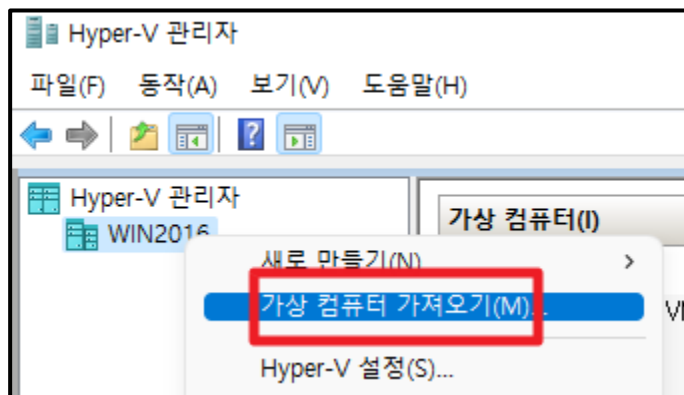 Hyper-V 관리자
파일(F) 동작(A) 보기(V) 도움말(H)
Hyper-V 관리자
WIN2016
가상 컴퓨터(I)
새로 만들기(N)
가상 컴퓨터 가져오기(M)...
Hyper-V 설정(S)...